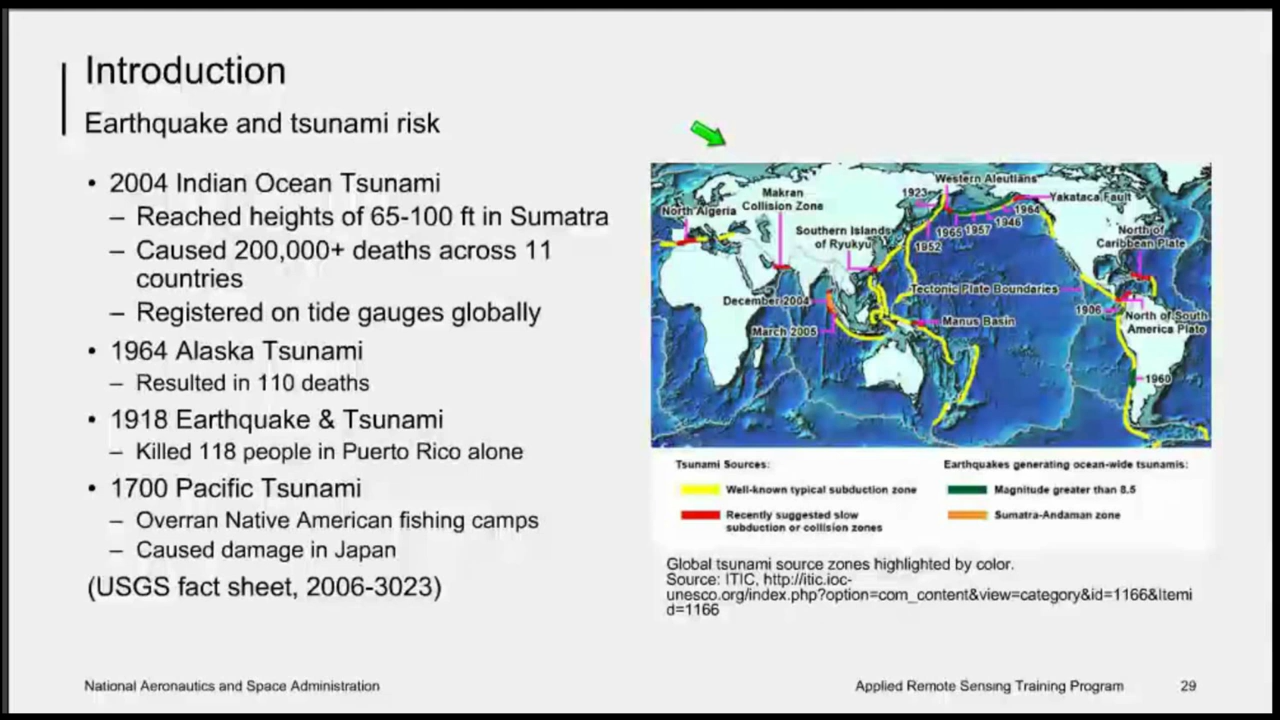 Introduction
Earthquake and tsunami risk
• 2004 Indian Ocean Tsunami
– Reached heights of 65-100 ft in Sumatra
– Caused 200,000+ deaths across 11
countries
– Registered on tide gauges globally
• 1964 Alaska Tsunami
– Resulted in 110 deaths
• 1918 Earthquake & Tsunami
– Killed 118 people in Puerto Rico alone
• 1700 Pacific Tsunami
– Overran Native American fishing camps
– Caused damage in Japan
(USGS fact sheet, 2006-3023)
Western Aleutians
1923
Makran
Collision Zone
Yakataca Fault
North Algeria
1964
1946
1957
1965
1952
Southern Islands
of Ryukyu
North of
Caribbean Plate
Tectonic Plate Boundaries
December 2004
1906
Manus Basin
North of South
America Plate
March 2005
1960
Tsunami Sources:
Well-known typical subduction zone
Recently suggested slow
subduction or collision zones
Earthquakes generating ocean-wide tsunamis:
Magnitude greater than 8.5
Sumatra-Andaman zone
Global tsunami source zones highlighted by color.
Source: ITIC, http://itic.ioc-
unesco.org/index.php?option=com_content&view=category&id=1166&Itemi
d=1166
National Aeronautics and Space Administration
Applied Remote Sensing Training Program
29